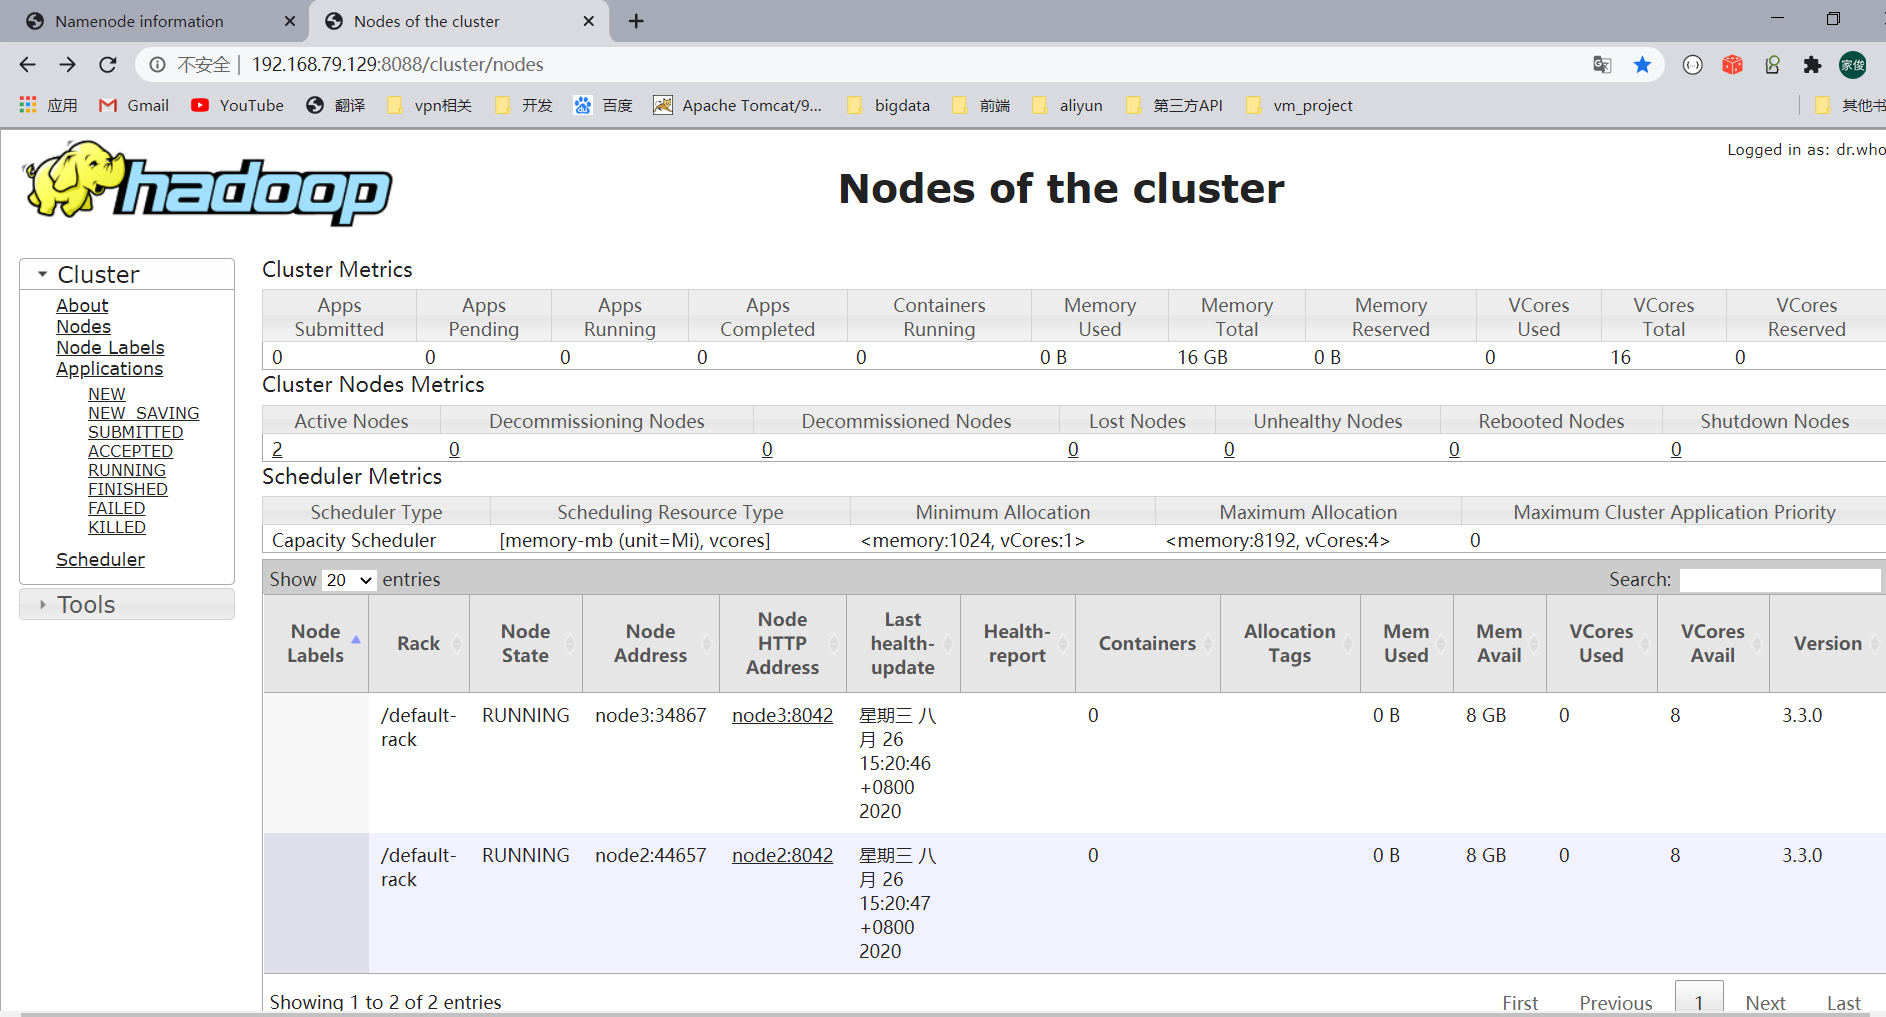 Namenode information
Nodes of the cluster
不安全 | 192.168.79.129:8088/cluster/nodes
家俊
应用 Gmail YouTube 翻译 vpn相关 开发 百度 Apache Tomcat/9... bigdata 前端 aliyun 第三方API vm_project 其他书
hadoop
Logged in as: dr.who
Nodes of the cluster
Cluster
About
Nodes
Node Labels
Applications
NEW
NEW_SAVING
SUBMITTED
ACCEPTED
RUNNING
FINISHED
FAILED
KILLED
Scheduler
Tools
Cluster Metrics
Apps Submitted Apps Pending Apps Running Apps Completed Containers Running Memory Used Memory Total Memory Reserved VCores Used VCores Total VCores Reserved
0 0 0 0 0 0 B 16 GB 0 B 0 16 0
Cluster Nodes Metrics
Active Nodes Decommissioning Nodes Decommissioned Nodes Lost Nodes Unhealthy Nodes Rebooted Nodes Shutdown Nodes
2 0 0 0 0 0 0
Scheduler Metrics
Scheduler Type Scheduling Resource Type Minimum Allocation Maximum Allocation Maximum Cluster Application Priority
Capacity Scheduler [memory-mb (unit=Mi), vcores] <memory:1024, vCores:1> <memory:8192, vCores:4> 0
Show 20 entries Search:
Node Labels Rack Node State Node Address Node HTTP Address Last health-update Health-report Containers Allocation Tags Mem Used Mem Avail VCores Used VCores Avail Version
/default-rack RUNNING node3:34867 node3:8042 星期三 八月 26 15:20:46 +0800 2020 0 0 B 8 GB 0 8 3.3.0
/default-rack RUNNING node2:44657 node2:8042 星期三 八月 26 15:20:47 +0800 2020 0 0 B 8 GB 0 8 3.3.0
Showing 1 to 2 of 2 entries First Previous 1 Next Last